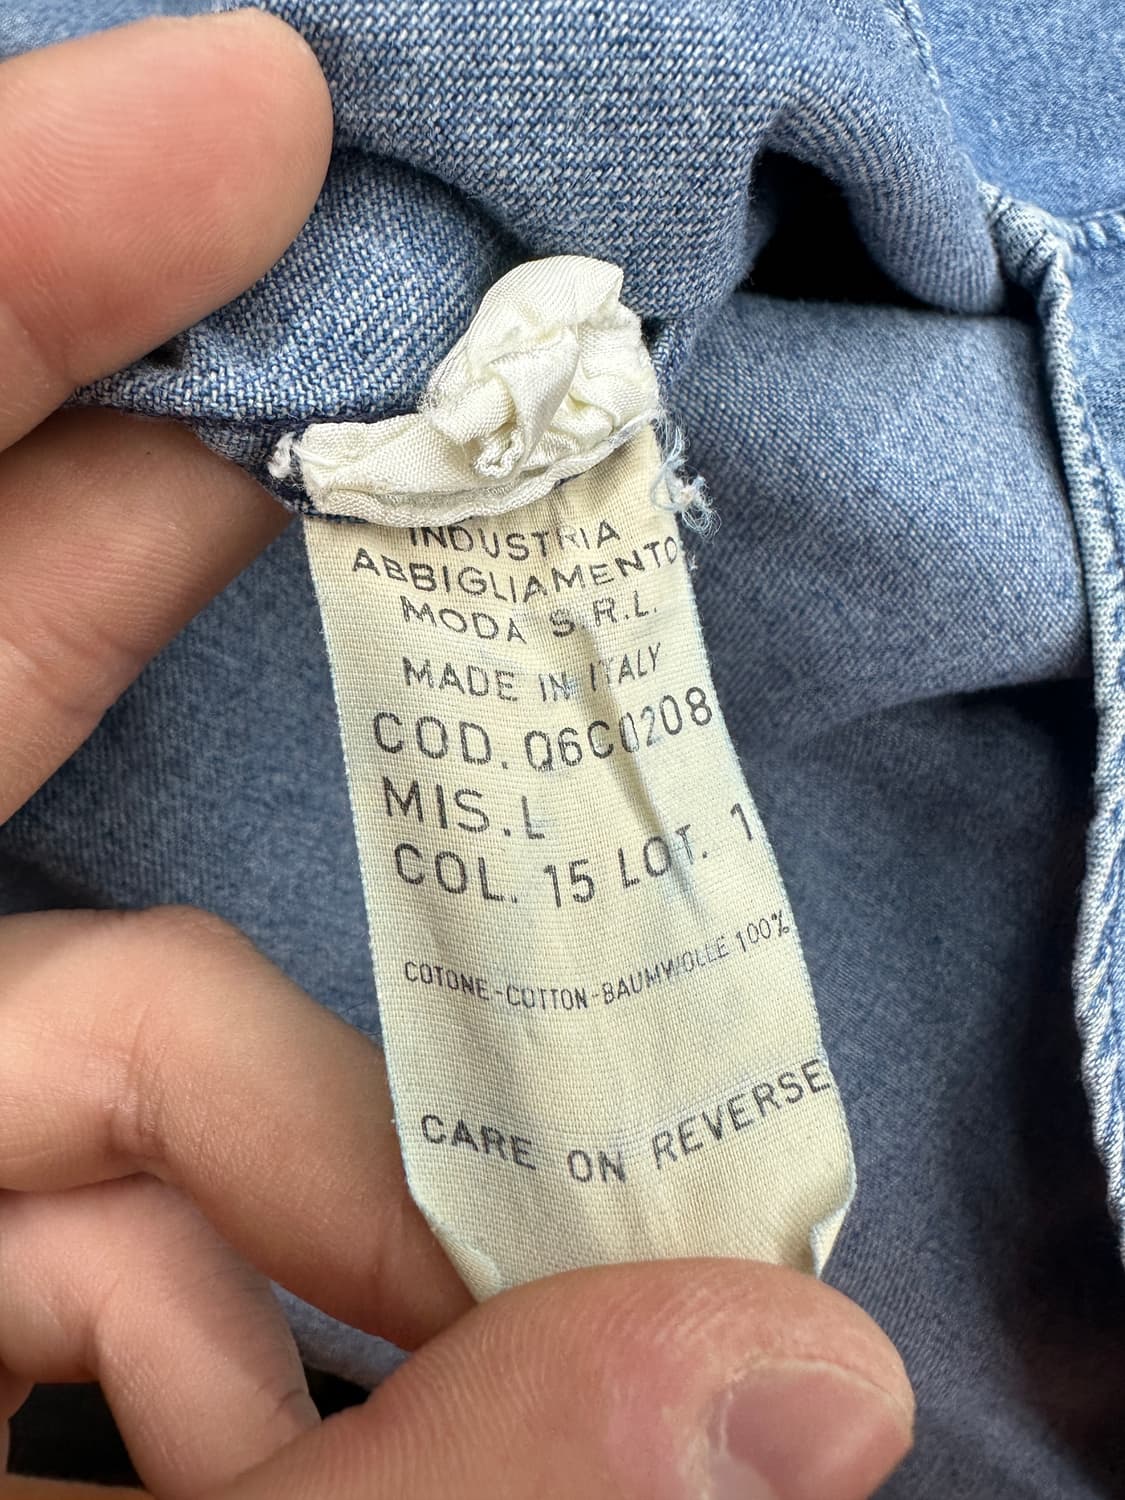 INDUSTRIA
ABBIGLIAMENTO
MODA S.R.L.
MADE IN ITALY
COD. Q6C0208
MIS. L
COL. 15 LOT. 1
COTONE-COTTON-BAUMWOLLE 100%
CARE ON REVERSE